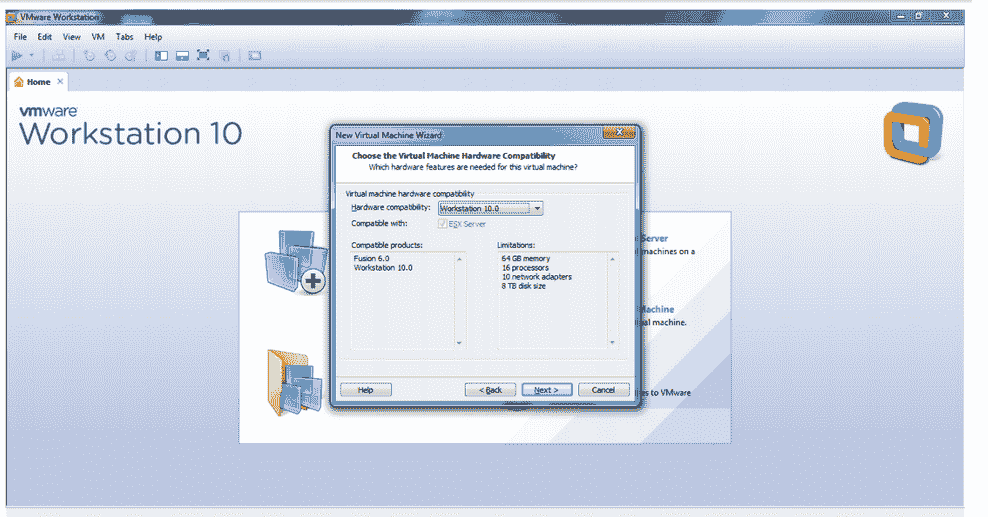 VMware Workstation
File Edit View VM Tabs Help
Home
vmware
Workstation 10
New Virtual Machine Wizard
Choose the Virtual Machine Hardware Compatibility
Which hardware features are needed for this virtual machine?
Virtual machine hardware compatibility
Hardware compatibility: Workstation 10.0
Compatible with: ESX Server
Compatible products: Limitations:
Fusion 6.0 64 GB memory
Workstation 10.0 16 processors
10 network adapters
8 TB disk size
Help < Back Next > Cancel
Server
machines on a
Machine
machine.
to VMware